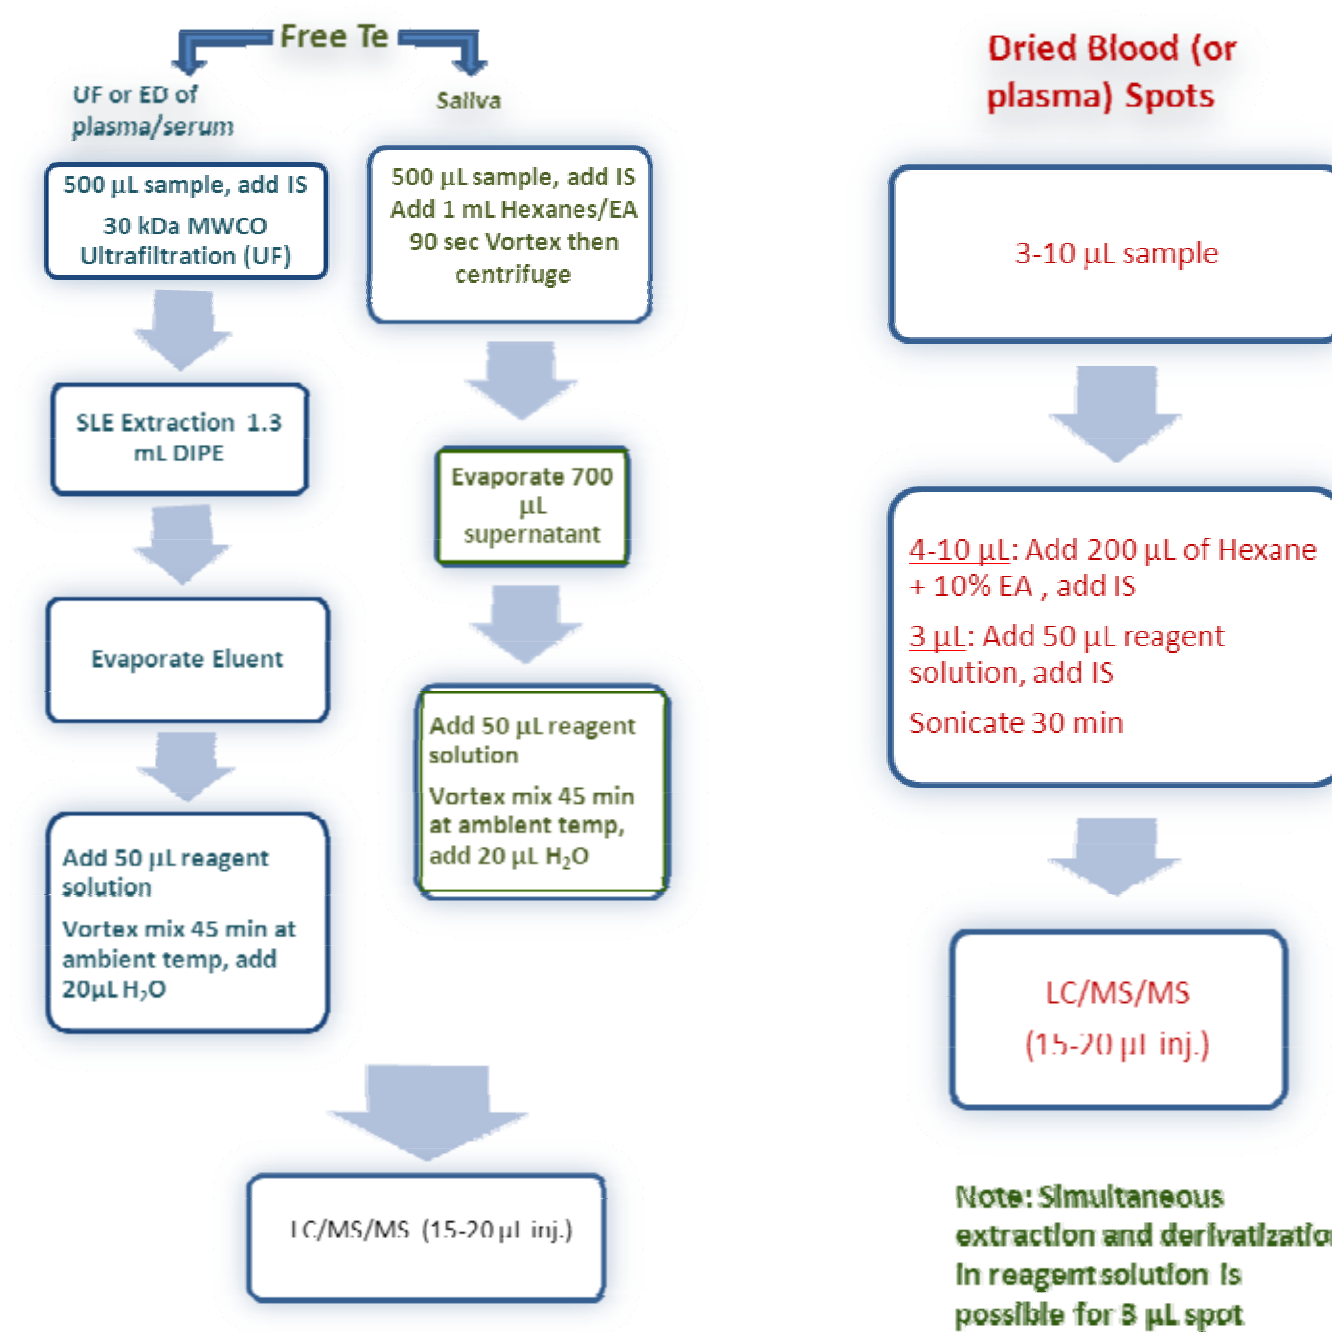 Free Te
UF or ED of
plasma/serum
500 µL sample, add IS
30 kDa MWCO
Ultrafiltration (UF)
SLE Extraction 1.3
mL DIPE
Evaporate Eluent
Add 50 µL reagent
solution
Vortex mix 45 min at
ambient temp, add
20µL H₂O
Saliva
500 µL sample, add IS
Add 1 mL Hexanes/EA
90 sec Vortex then
centrifuge
Evaporate 700
µL
supernatant
Add 50 µL reagent
solution
Vortex mix 45 min
at ambient temp,
add 20 µL H₂O
LC/MS/MS (15-20 µL inj.)
Dried Blood (or
plasma) Spots
3-10 µL sample
4-10 µL: Add 200 µL of Hexane
+ 10% EA , add IS
3 µL: Add 50 µL reagent
solution, add IS
Sonicate 30 min
LC/MS/MS
(15-20 µL inj.)
Note: Simultaneous
extraction and derivatization
in reagent solution is
possible for 3 µL spot